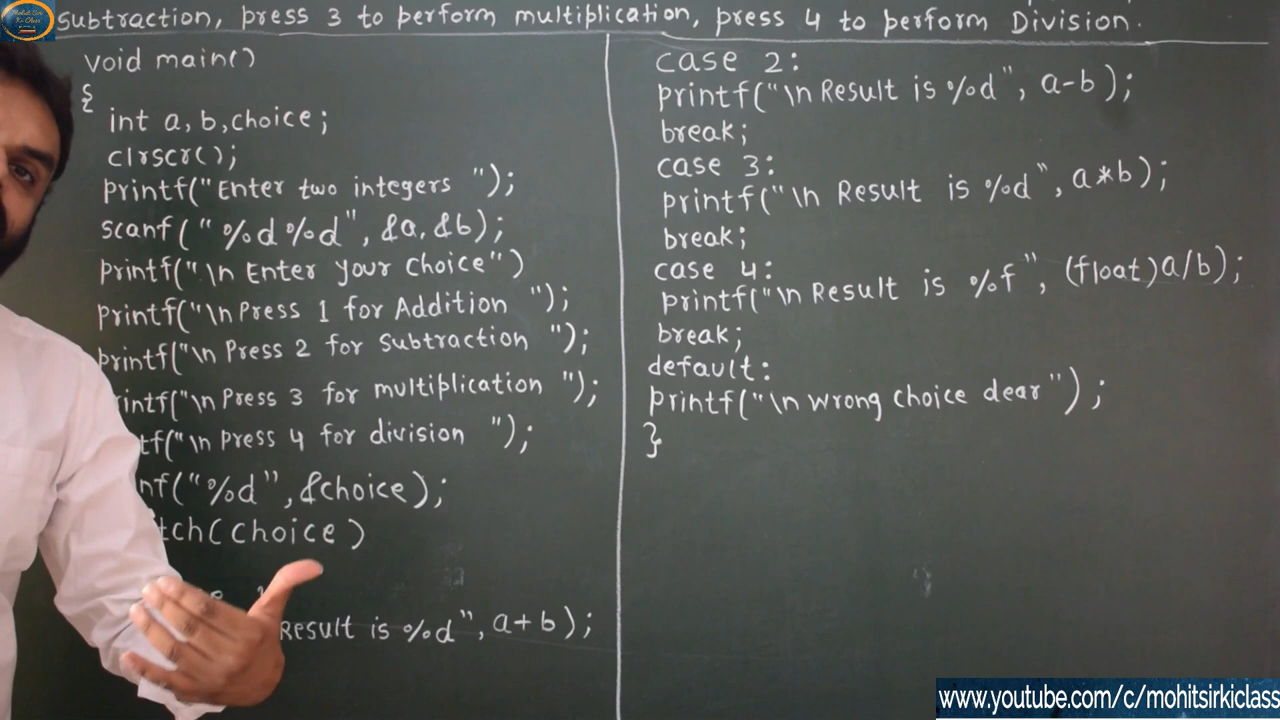 subtraction, press 3 to perform multiplication, press 4 to perform Division.
void main()
{
int a, b, choice;
clrscr();
printf("Enter two integers ");
scanf("%d%d", &a, &b);
printf("\n Enter your choice")
printf("\n Press 1 for Addition ");
printf("\n Press 2 for subtraction ");
printf("\n Press 3 for multiplication ");
tf("\n Press 4 for division ");
nf("%d", &choice);
tch(choice)
Result is %d", a+b);
case 2:
printf("\n Result is %d", a-b);
break;
case 3:
printf("\n Result is %d", a*b);
break;
case 4:
printf("\n Result is %f", (float)a/b);
break;
default:
printf("\n wrong choice dear");
}
www.youtube.com/c/mohitsirkiclass